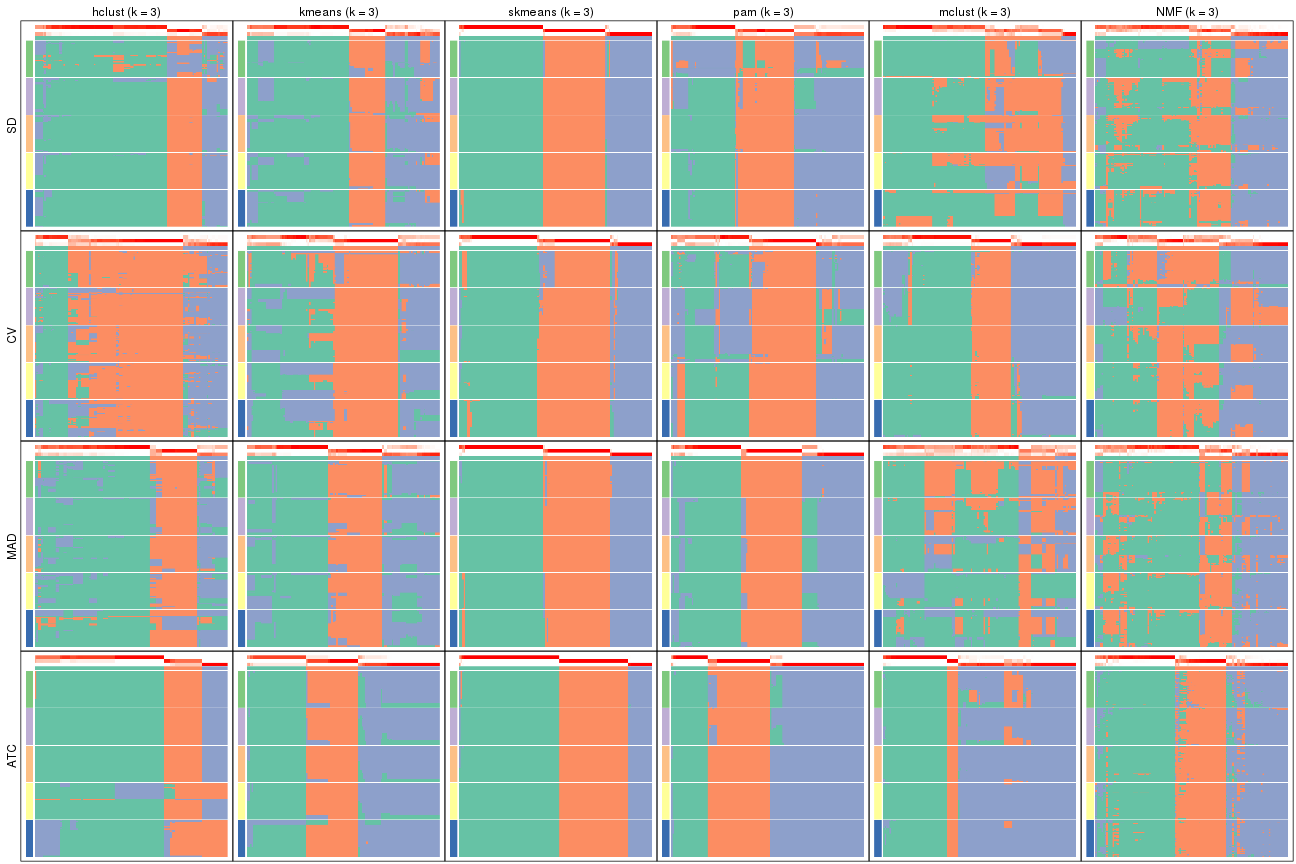 hclust (k = 3) kmeans (k = 3) skmeans (k = 3) pam (k = 3) mclust (k = 3) NMF (k = 3)
SD
CV
MAD
ATC